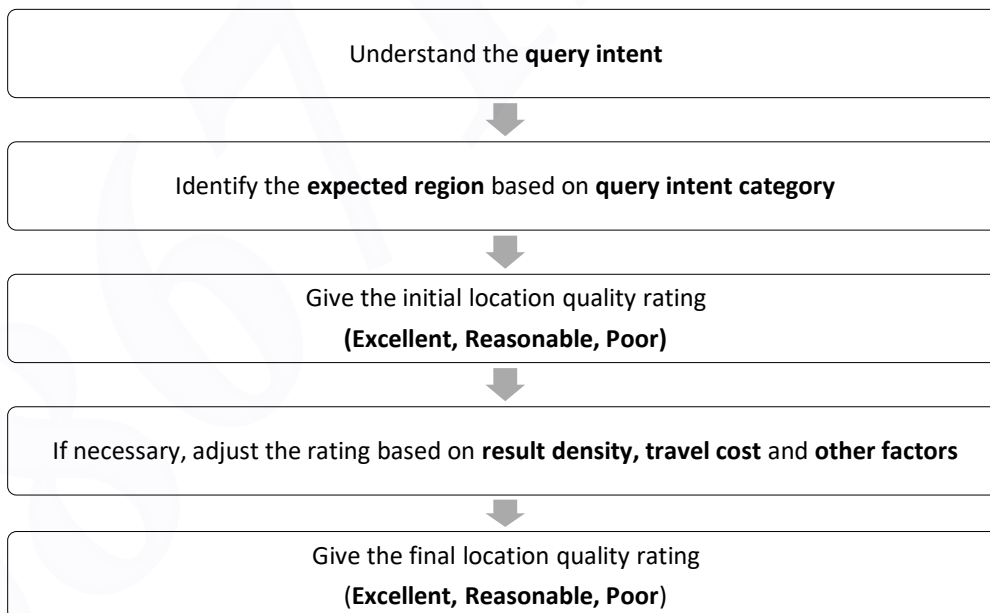 Understand the query intent
Identify the expected region based on query intent category
Give the initial location quality rating
(Excellent, Reasonable, Poor)
If necessary, adjust the rating based on result density, travel cost and other factors
Give the final location quality rating
(Excellent, Reasonable, Poor)